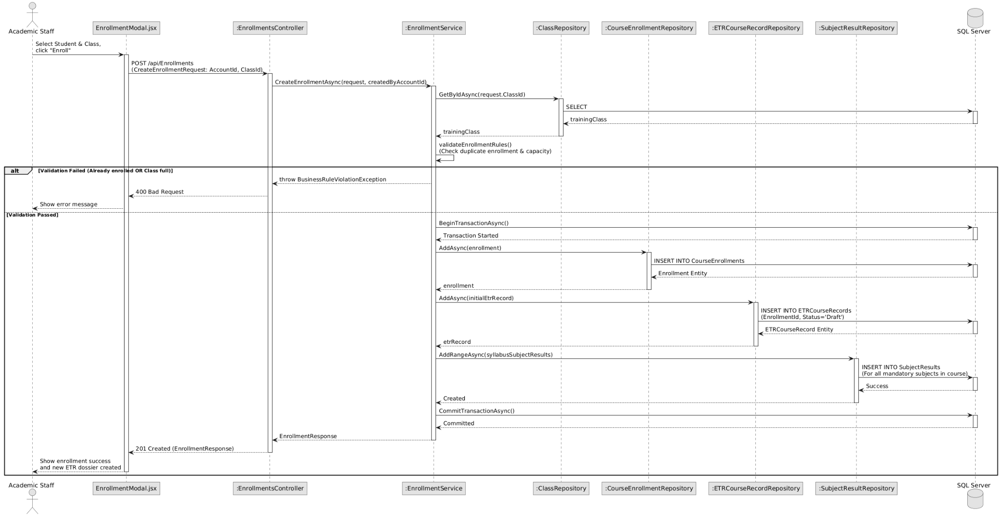 Academic Staff
EnrollmentModal.jsx
:EnrollmentsController
:EnrollmentService
:ClassRepository
:CourseEnrollmentRepository
:ETRCourseRecordRepository
:SubjectResultRepository
SQL Server
Select Student & Class,
click "Enroll"
POST /api/Enrollments
(CreateEnrollmentRequest: AccountId, ClassId)
CreateEnrollmentAsync(request, createdByAccountId)
GetByIdAsync(request.ClassId)
SELECT
trainingClass
trainingClass
validateEnrollmentRules()
(Check duplicate enrollment & capacity)
alt
[Validation Failed (Already enrolled OR Class full)]
throw BusinessRuleViolationException
400 Bad Request
Show error message
[Validation Passed]
BeginTransactionAsync()
Transaction Started
AddAsync(enrollment)
INSERT INTO CourseEnrollments
Enrollment Entity
enrollment
AddAsync(initialEtrRecord)
INSERT INTO ETRCourseRecords
(EnrollmentId, Status='Draft')
ETRCourseRecord Entity
etrRecord
AddRangeAsync(syllabusSubjectResults)
INSERT INTO SubjectResults
(For all mandatory subjects in course)
Success
Created
CommitTransactionAsync()
Committed
EnrollmentResponse
201 Created (EnrollmentResponse)
Show enrollment success
and new ETR dossier created
Academic Staff
EnrollmentModal.jsx
:EnrollmentsController
:EnrollmentService
:ClassRepository
:CourseEnrollmentRepository
:ETRCourseRecordRepository
:SubjectResultRepository
SQL Server